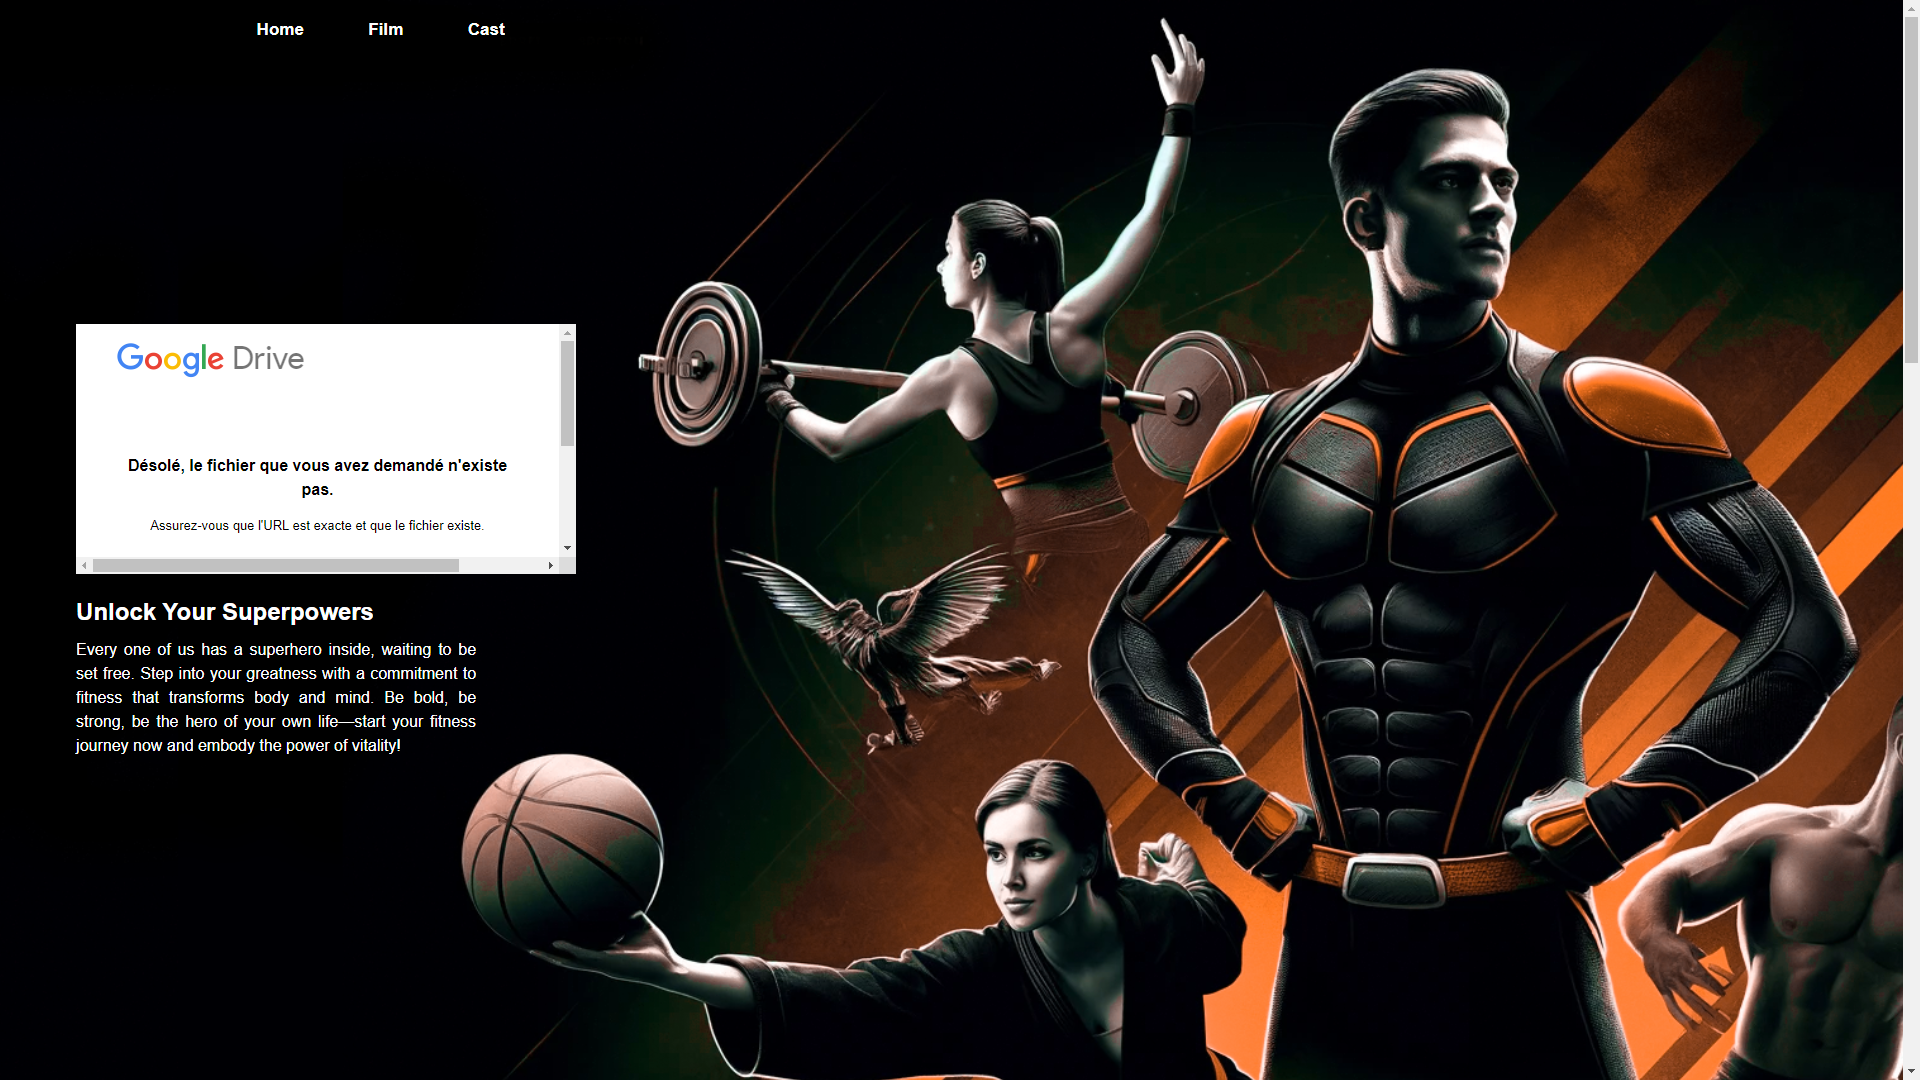 Home Film Cast
Google Drive
Désolé, le fichier que vous avez demandé n'existe
pas.
Assurez-vous que l'URL est exacte et que le fichier existe.
Unlock Your Superpowers
Every one of us has a superhero inside, waiting to be
set free. Step into your greatness with a commitment to
fitness that transforms body and mind. Be bold, be
strong, be the hero of your own life—start your fitness
journey now and embody the power of vitality!